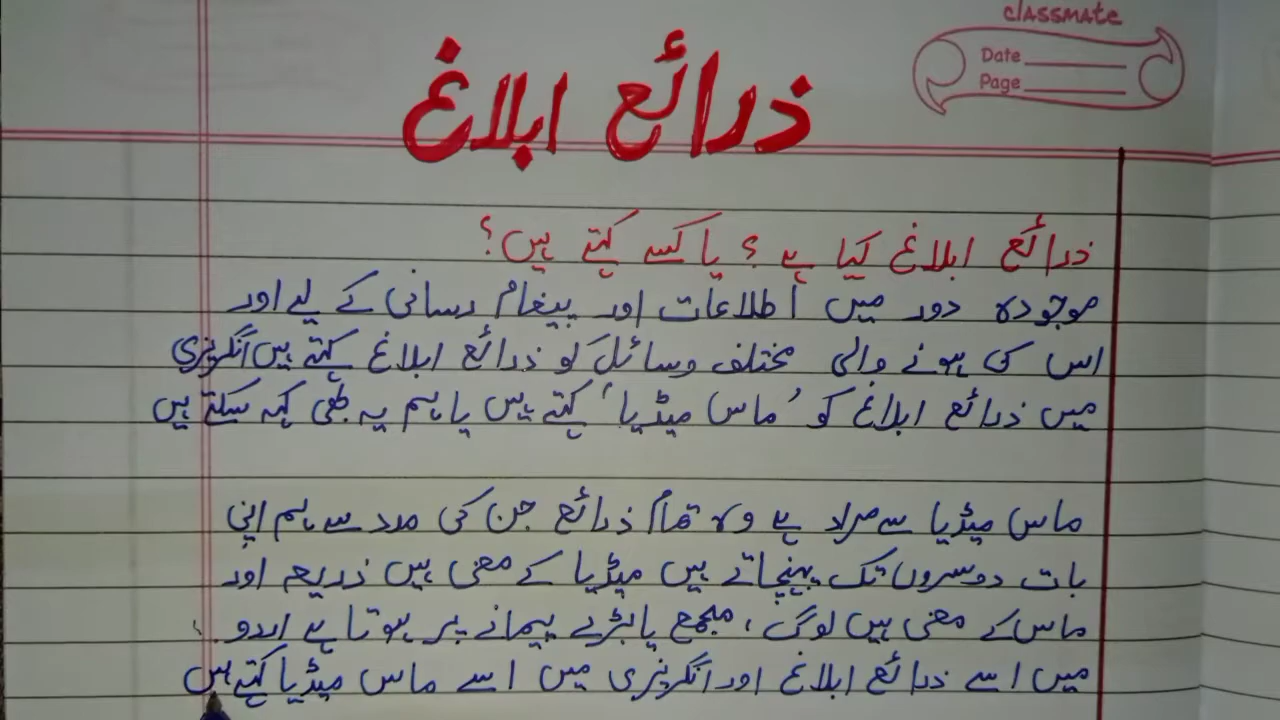 classmate
Date
Page
ذرائع ابلاغ
ذرائع ابلاغ کیا ہے ؟ یا کسے کہتے ہیں ؟
موجودہ دور میں اطلاعات اور پیغام رسانی کے لیے اور
اس کی ہونے والی مختلف وسائل کو ذرائع ابلاغ کہتے ہیں انگریزی
میں ذرائع ابلاغ کو ’ماس میڈیا‘ کہتے ہیں یا ہم یہ بھی کہہ سکتے ہیں
ماس میڈیا سے مراد ہے وہ تمام ذرائع جن کی مدد سے ہم اپنی
بات دوسروں تک پہنچاتے ہیں میڈیا کے معنی ہیں ذریعہ اور
ماس کے معنی ہیں لوگ ، مجمع یا بڑے پیمانے پر ہوتا ہے اردو
میں اسے ذرائع ابلاغ اور انگریزی میں اسے ماس میڈیا کہتے ہیں